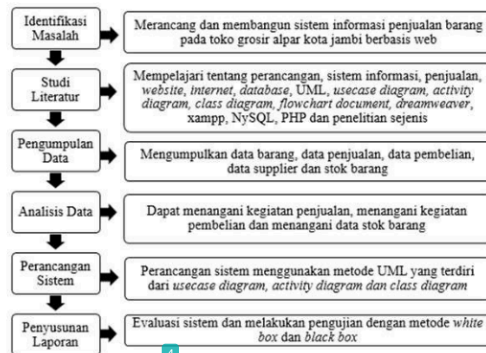 Identifikasi
Masalah
Merancang dan membangun sistem informasi penjualan barang
pada toko grosir alpar kota jambi berbasis web
Studi
Literatur
Mempelajari tentang perancangan, sistem informasi, penjualan,
website, internet, database, UML, usecase diagram, activity
diagram, class diagram, flowchart document, dreamweaver,
xampp, NySQL, PHP dan penelitian sejenis
Pengumpulan
Data
Mengumpulkan data barang, data penjualan, data pembelian,
data supplier dan stok barang
Analisis Data
Dapat menangani kegiatan penjualan, menangani kegiatan
pembelian dan menangani data stok barang
Perancangan
Sistem
Perancangan sistem menggunakan metode UML yang terdiri
dari usecase diagram, activity diagram dan class diagram
Penyusunan
Laporan
Evaluasi sistem dan melakukan pengujian dengan metode white
box dan black box
4